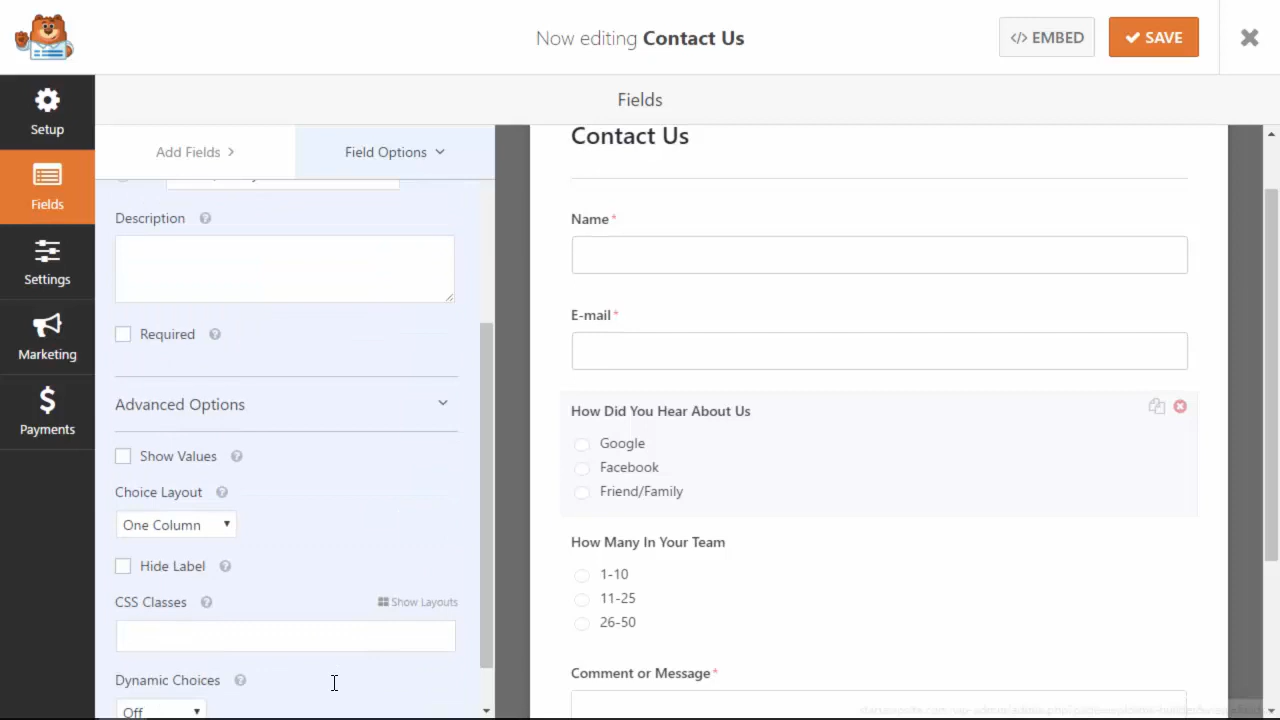 Now editing Contact Us
</> EMBED
SAVE
Setup
Fields
Settings
Marketing
Payments
Fields
Add Fields
Field Options
Description
Required
Advanced Options
Show Values
Choice Layout
One Column
Hide Label
CSS Classes
Show Layouts
Dynamic Choices
Off
Contact Us
Name *
E-mail *
How Did You Hear About Us
Google
Facebook
Friend/Family
How Many In Your Team
1-10
11-25
26-50
Comment or Message *